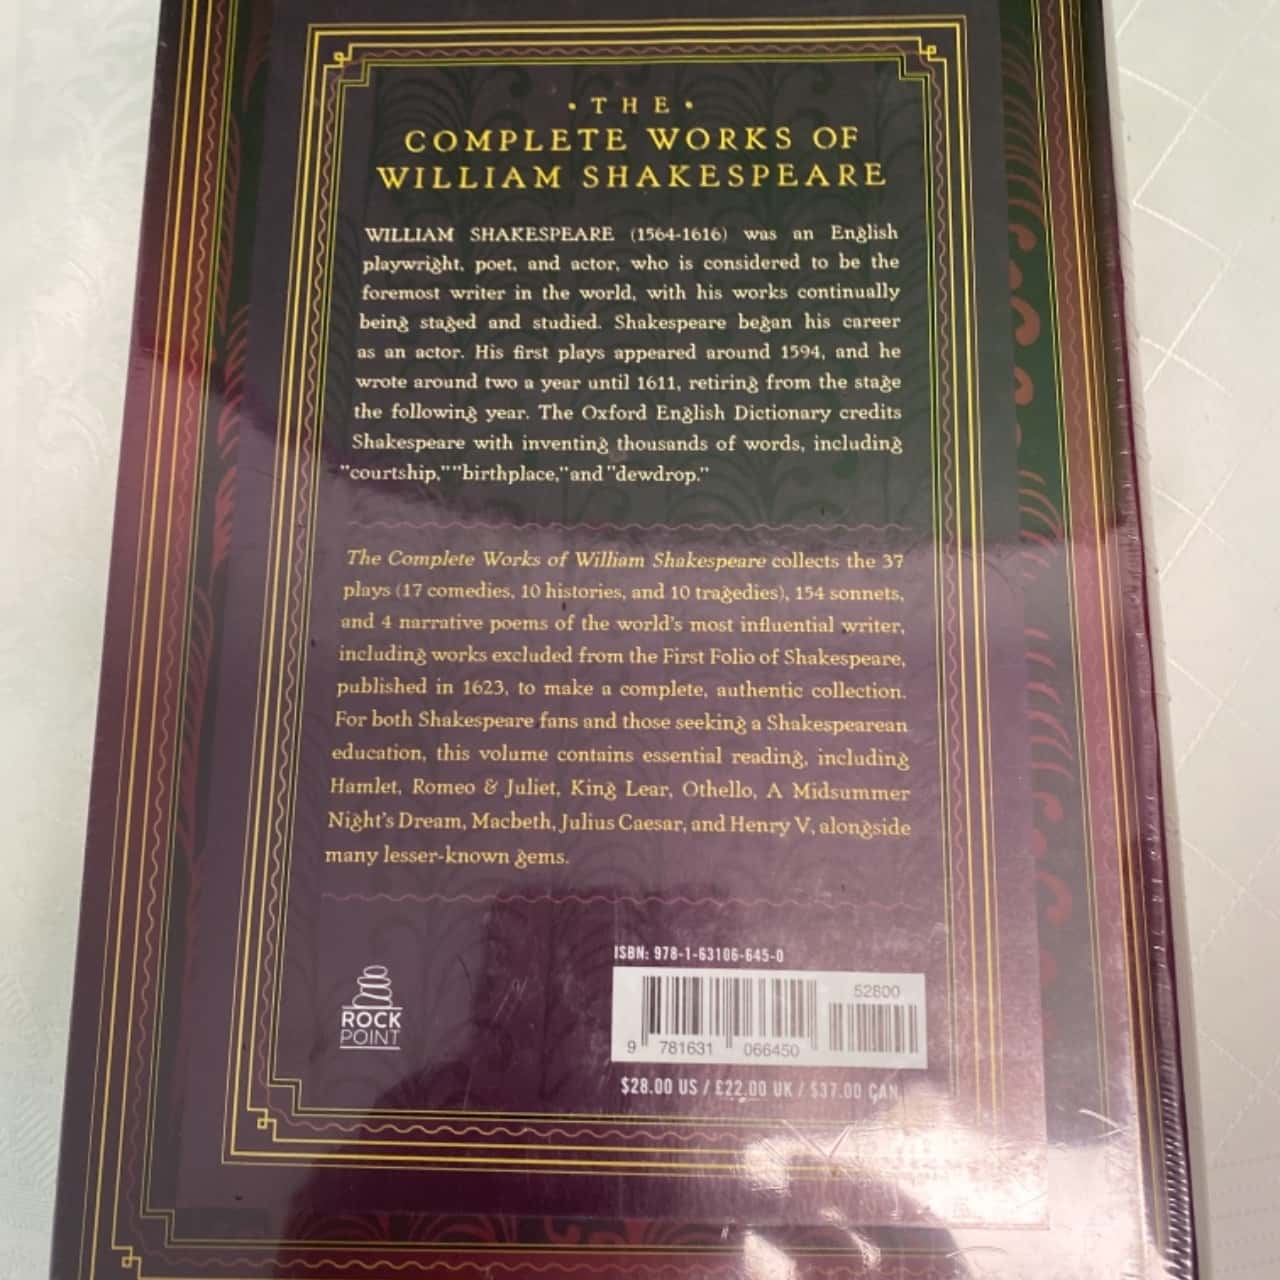 • THE •
COMPLETE WORKS OF
WILLIAM SHAKESPEARE
WILLIAM SHAKESPEARE (1564-1616) was an English
playwright, poet, and actor, who is considered to be the
foremost writer in the world, with his works continually
being staged and studied. Shakespeare began his career
as an actor. His first plays appeared around 1594, and he
wrote around two a year until 1611, retiring from the stage
the following year. The Oxford English Dictionary credits
Shakespeare with inventing thousands of words, including
"courtship," "birthplace," and "dewdrop."
The Complete Works of William Shakespeare collects the 37
plays (17 comedies, 10 histories, and 10 tragedies), 154 sonnets,
and 4 narrative poems of the world's most influential writer,
including works excluded from the First Folio of Shakespeare,
published in 1623, to make a complete, authentic collection.
For both Shakespeare fans and those seeking a Shakespearean
education, this volume contains essential reading, including
Hamlet, Romeo & Juliet, King Lear, Othello, A Midsummer
Night's Dream, Macbeth, Julius Caesar, and Henry V, alongside
many lesser-known gems.
ISBN: 978-1-63106-645-0
52800
9 781631 066450
ROCK
POINT
$28.00 US / £22.00 UK / $37.00 CAN